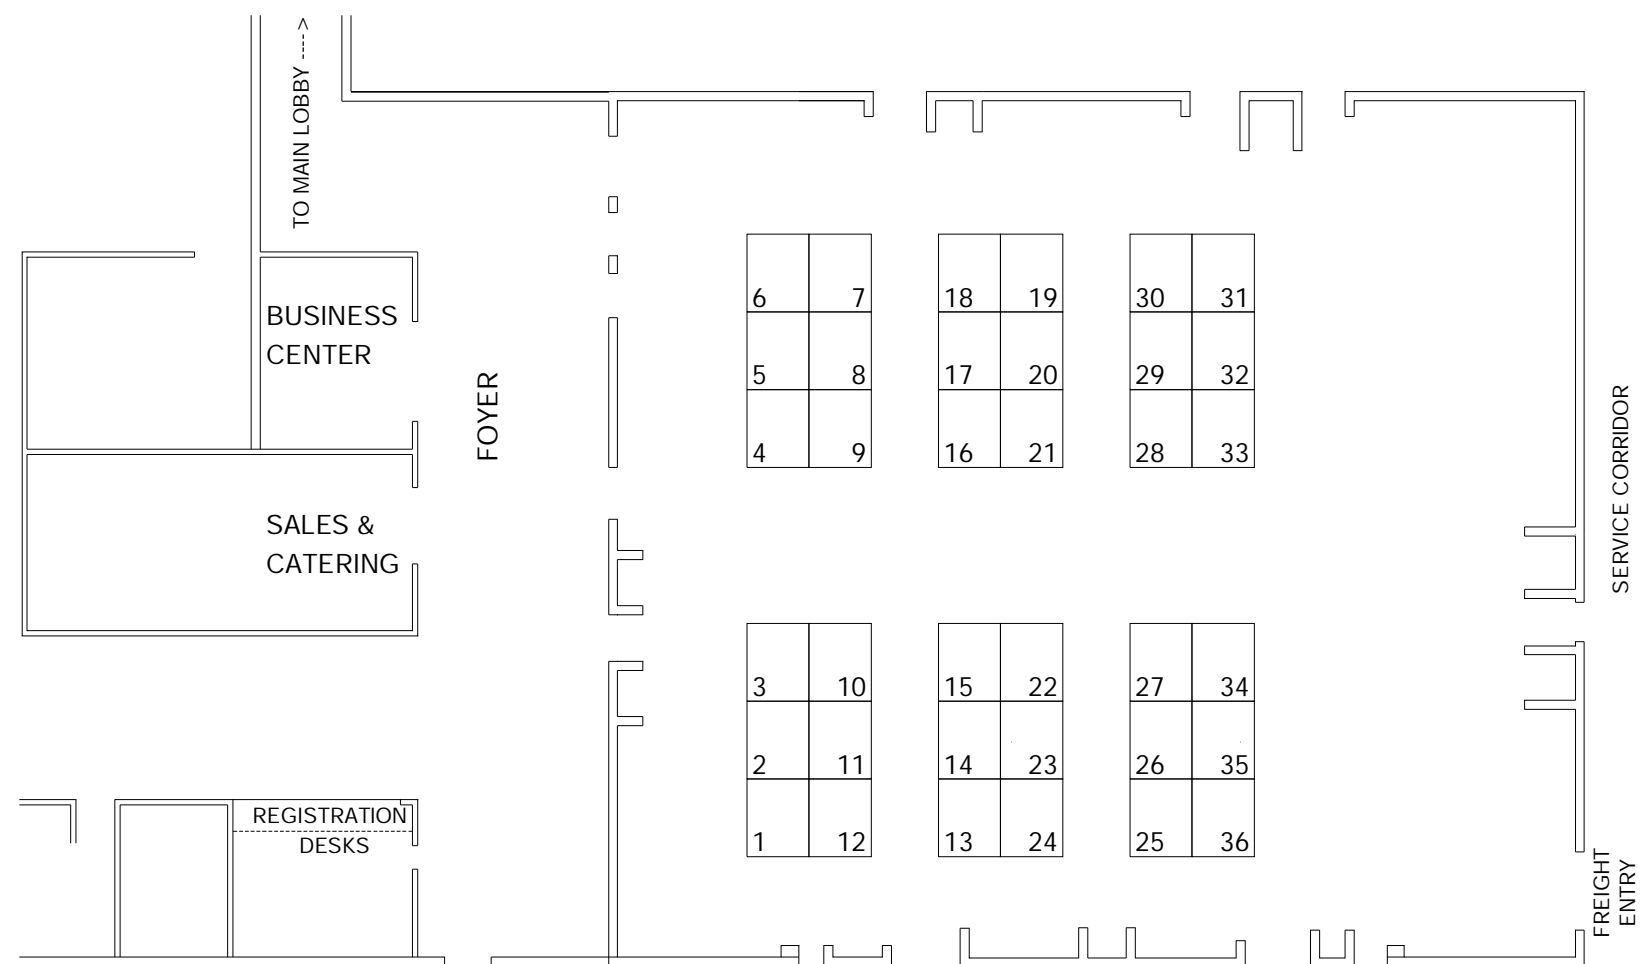 TO MAIN LOBBY ---->
BUSINESS
CENTER
FOYER
SALES &
CATERING
REGISTRATION
DESKS
6 7 18 19 30 31
5 8 17 20 29 32
4 9 16 21 28 33
3 10 15 22 27 34
2 11 14 23 26 35
1 12 13 24 25 36
SERVICE CORRIDOR
FREIGHT
ENTRY